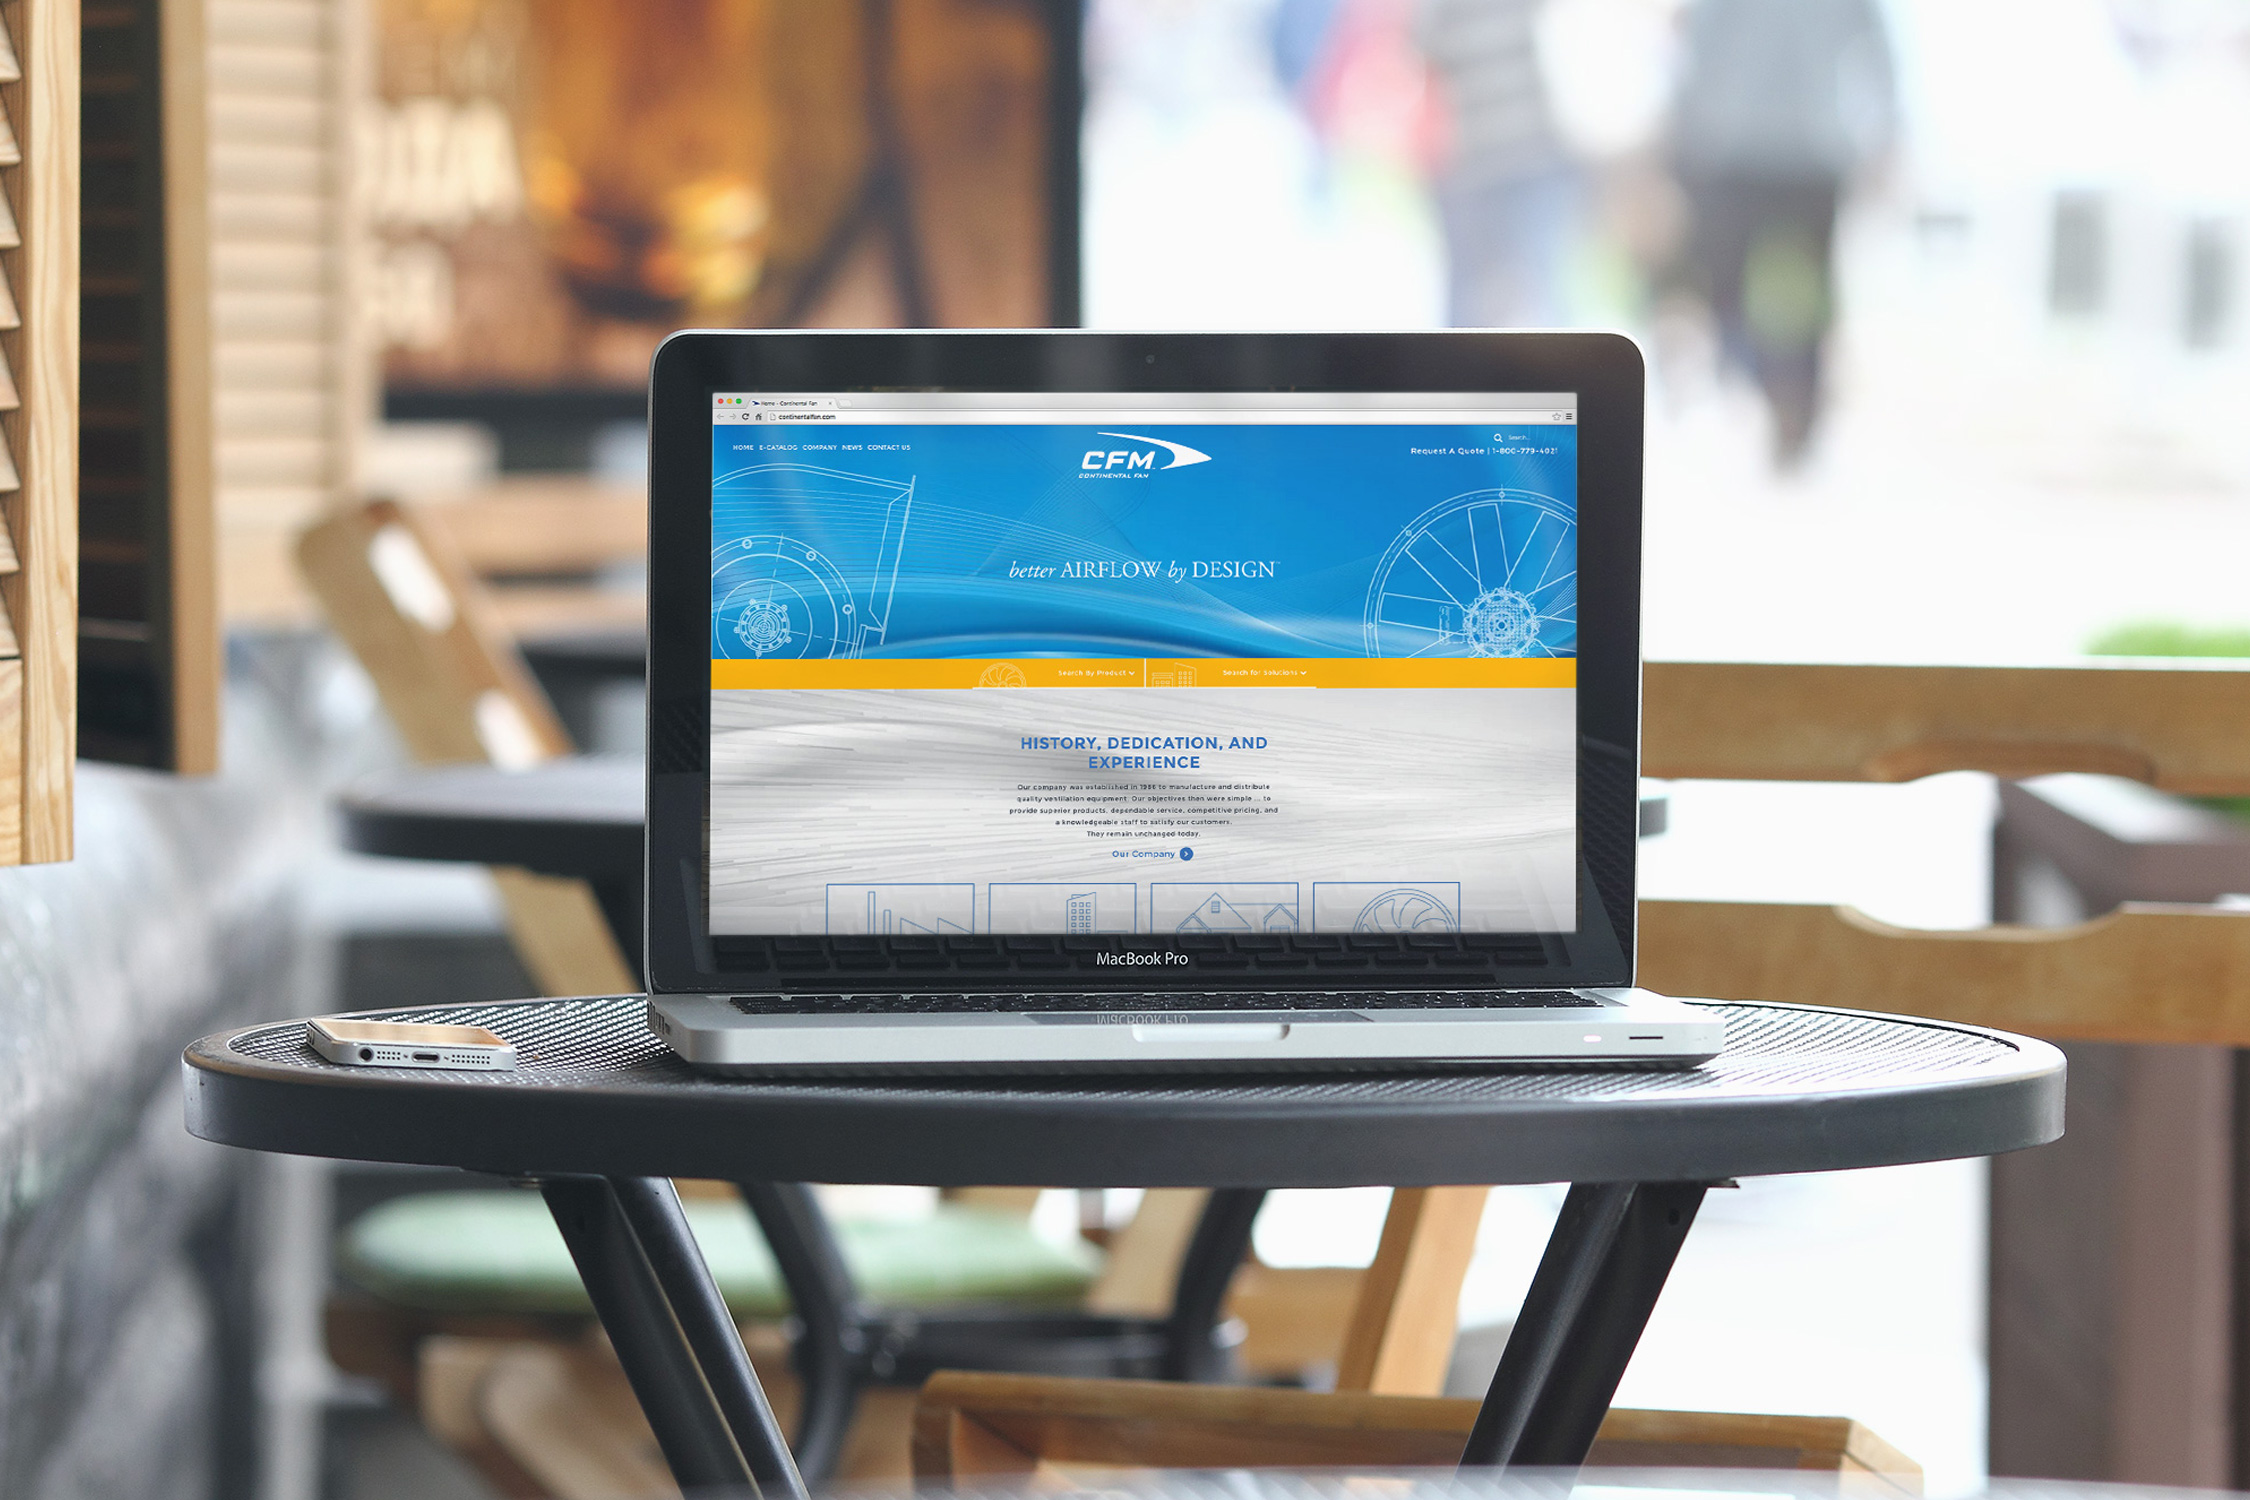 Home - Continental Fan
continentalfan.com
Search...
HOME E-CATALOG COMPANY NEWS CONTACT US
Request A Quote | 1-800-779-4021
CFM™
CONTINENTAL FAN
better AIRFLOW by DESIGN™
Search By Product
Search for Solutions
HISTORY, DEDICATION, AND
EXPERIENCE
Our company was established in 1986 to manufacture and distribute
quality ventilation equipment. Our objectives then were simple ... to
provide superior products, dependable service, competitive pricing, and
a knowledgeable staff to satisfy our customers.
They remain unchanged today.
Our Company
MacBook Pro